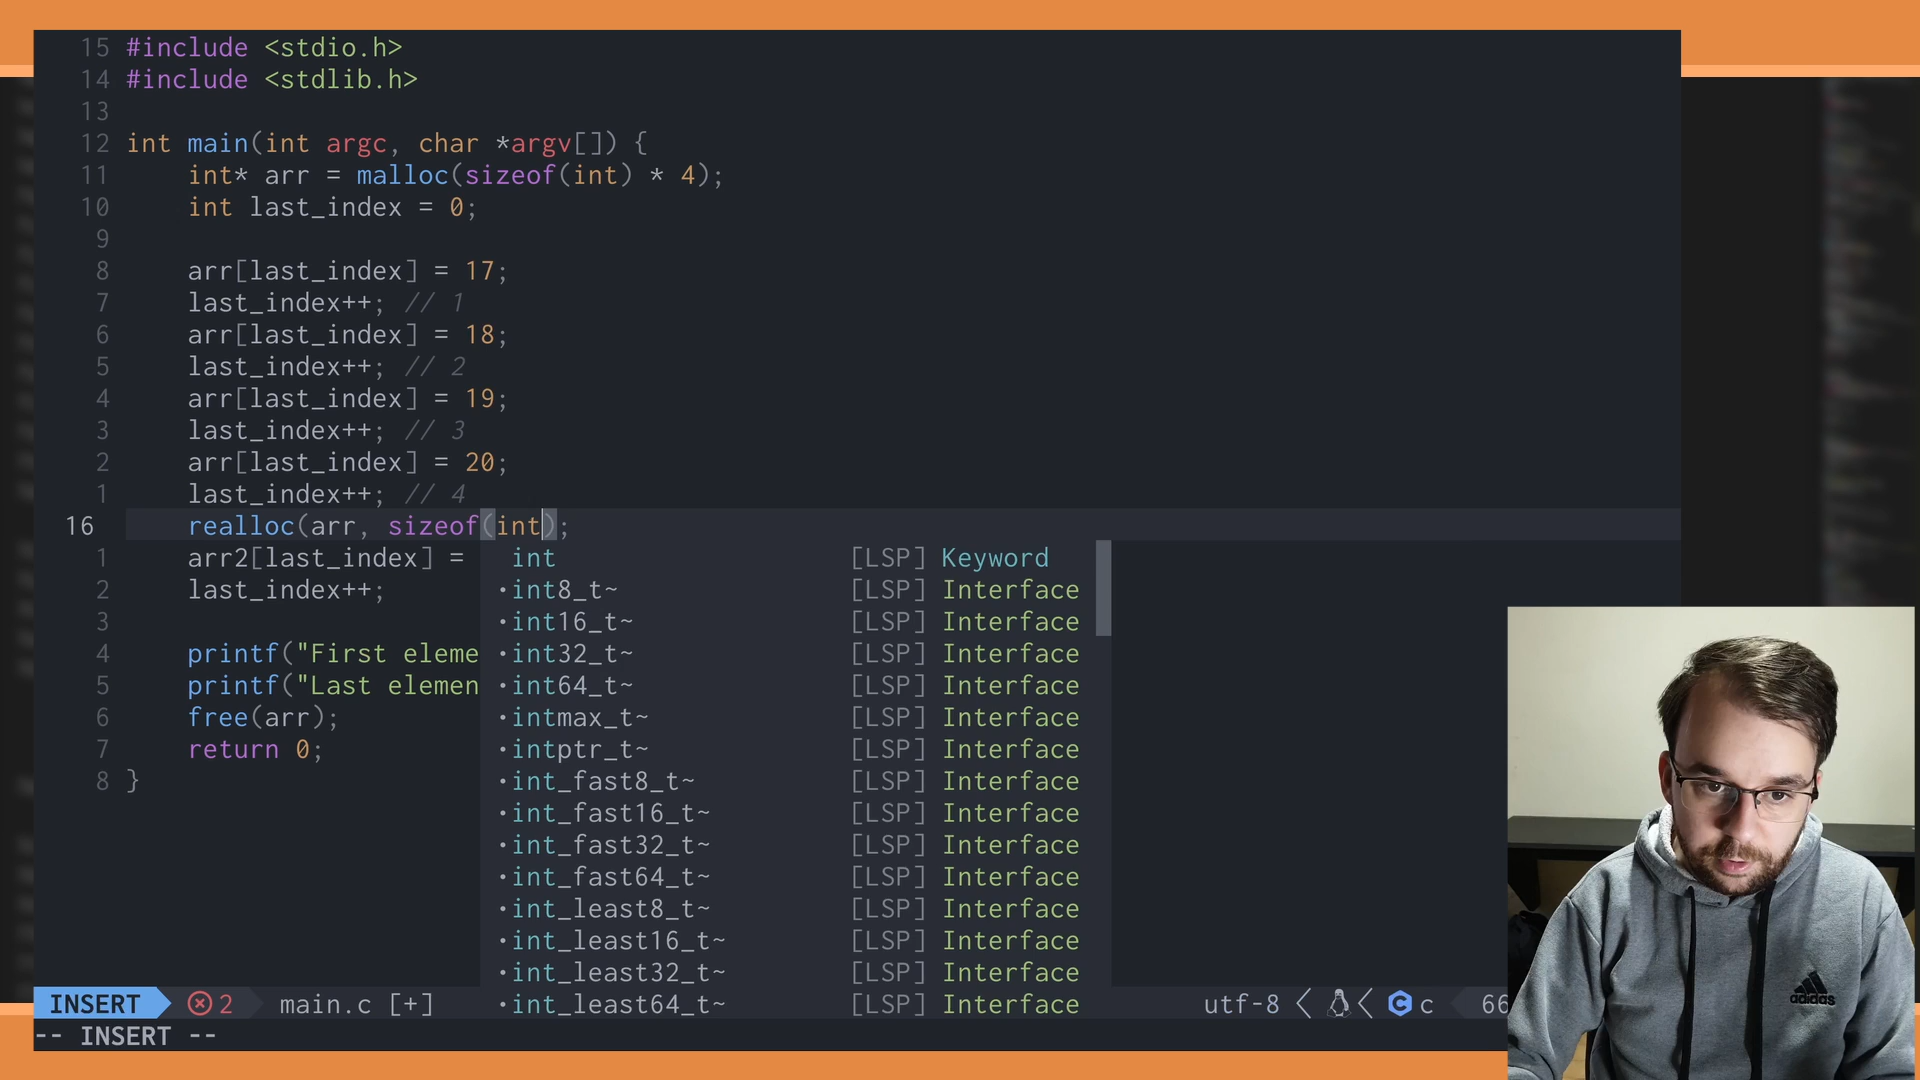 15 #include <stdio.h>
14 #include <stdlib.h>
13
12 int main(int argc, char *argv[]) {
11 int* arr = malloc(sizeof(int) * 4);
10 int last_index = 0;
9
8 arr[last_index] = 17;
7 last_index++; // 1
6 arr[last_index] = 18;
5 last_index++; // 2
4 arr[last_index] = 19;
3 last_index++; // 3
2 arr[last_index] = 20;
1 last_index++; // 4
16 realloc(arr, sizeof(int);
1 arr2[last_index] = int [LSP] Keyword
2 last_index++; •int8_t~ [LSP] Interface
3 •int16_t~ [LSP] Interface
4 printf("First eleme •int32_t~ [LSP] Interface
5 printf("Last elemen •int64_t~ [LSP] Interface
6 free(arr); •intmax_t~ [LSP] Interface
7 return 0; •intptr_t~ [LSP] Interface
8 } •int_fast8_t~ [LSP] Interface
•int_fast16_t~ [LSP] Interface
•int_fast32_t~ [LSP] Interface
•int_fast64_t~ [LSP] Interface
•int_least8_t~ [LSP] Interface
•int_least16_t~ [LSP] Interface
•int_least32_t~ [LSP] Interface
INSERT 2 main.c [+] •int_least64_t~ [LSP] Interface utf-8 c 66
-- INSERT --
adidas